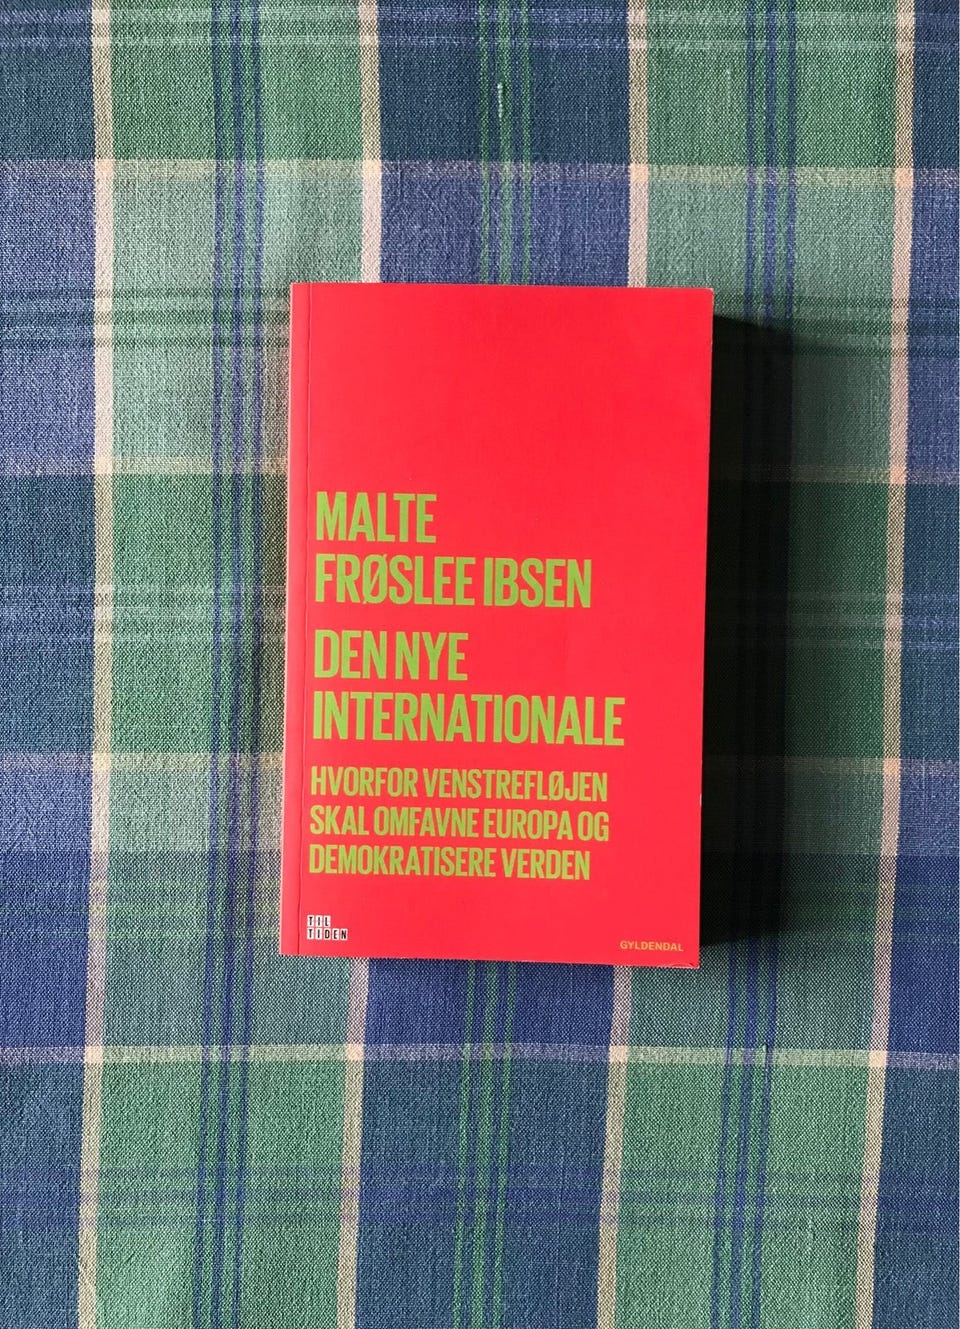 MALTE
FRØSLEE IBSEN
DEN NYE
INTERNATIONALE
HVORFOR VENSTREFLØJEN
SKAL OMFAVNE EUROPA OG
DEMOKRATISERE VERDEN
TIL
TIDEN
GYLDENDAL